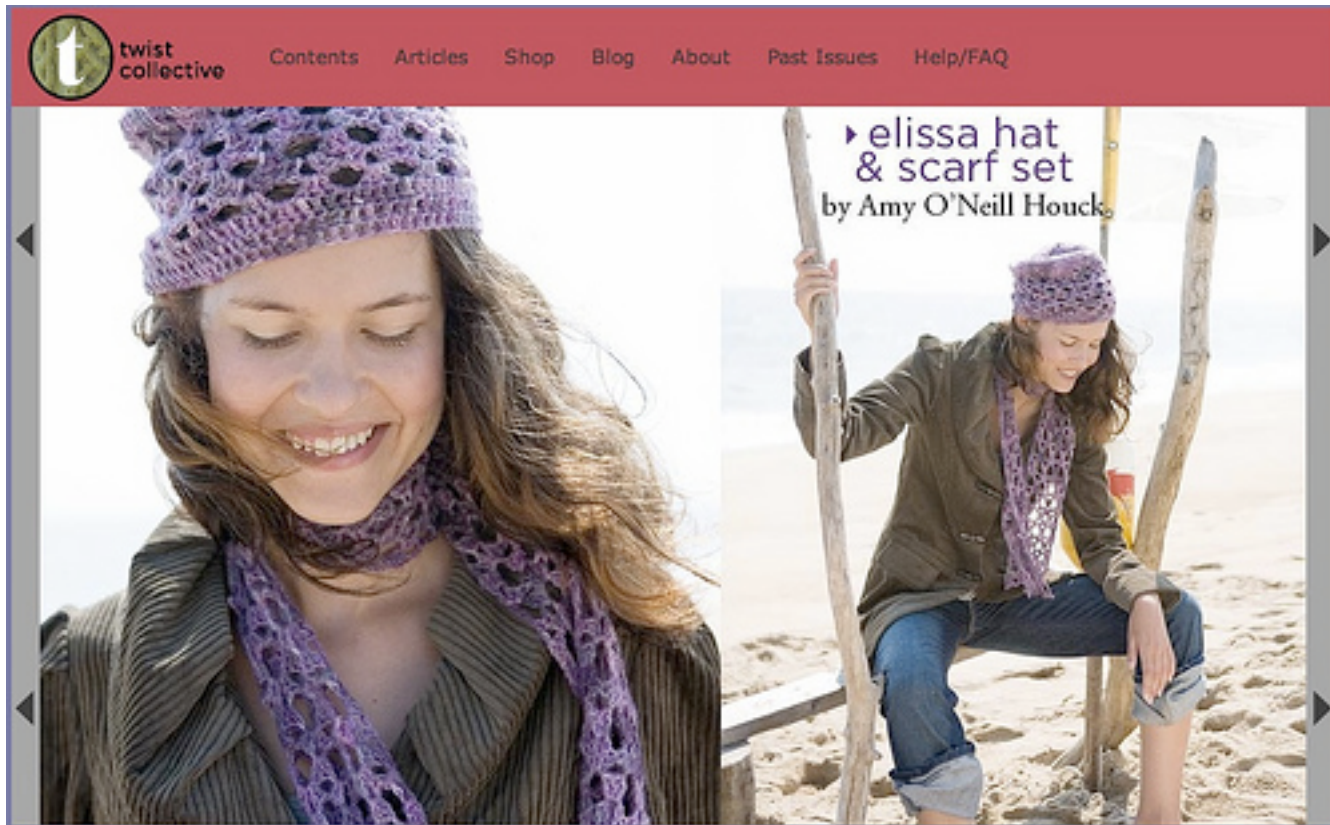 t
twist
collective
Contents Articles Shop Blog About Past Issues Help/FAQ
elissa hat
& scarf set
by Amy O'Neill Houck